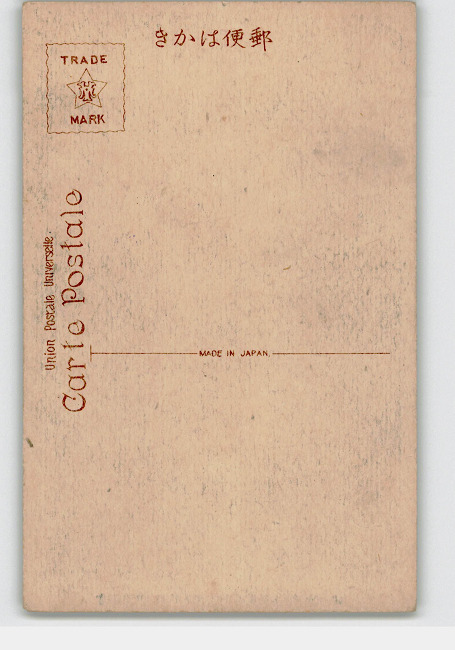 きかは便郵
TRADE
MARK
Union Postale Universelle.
Carte Postale
MADE IN JAPAN.